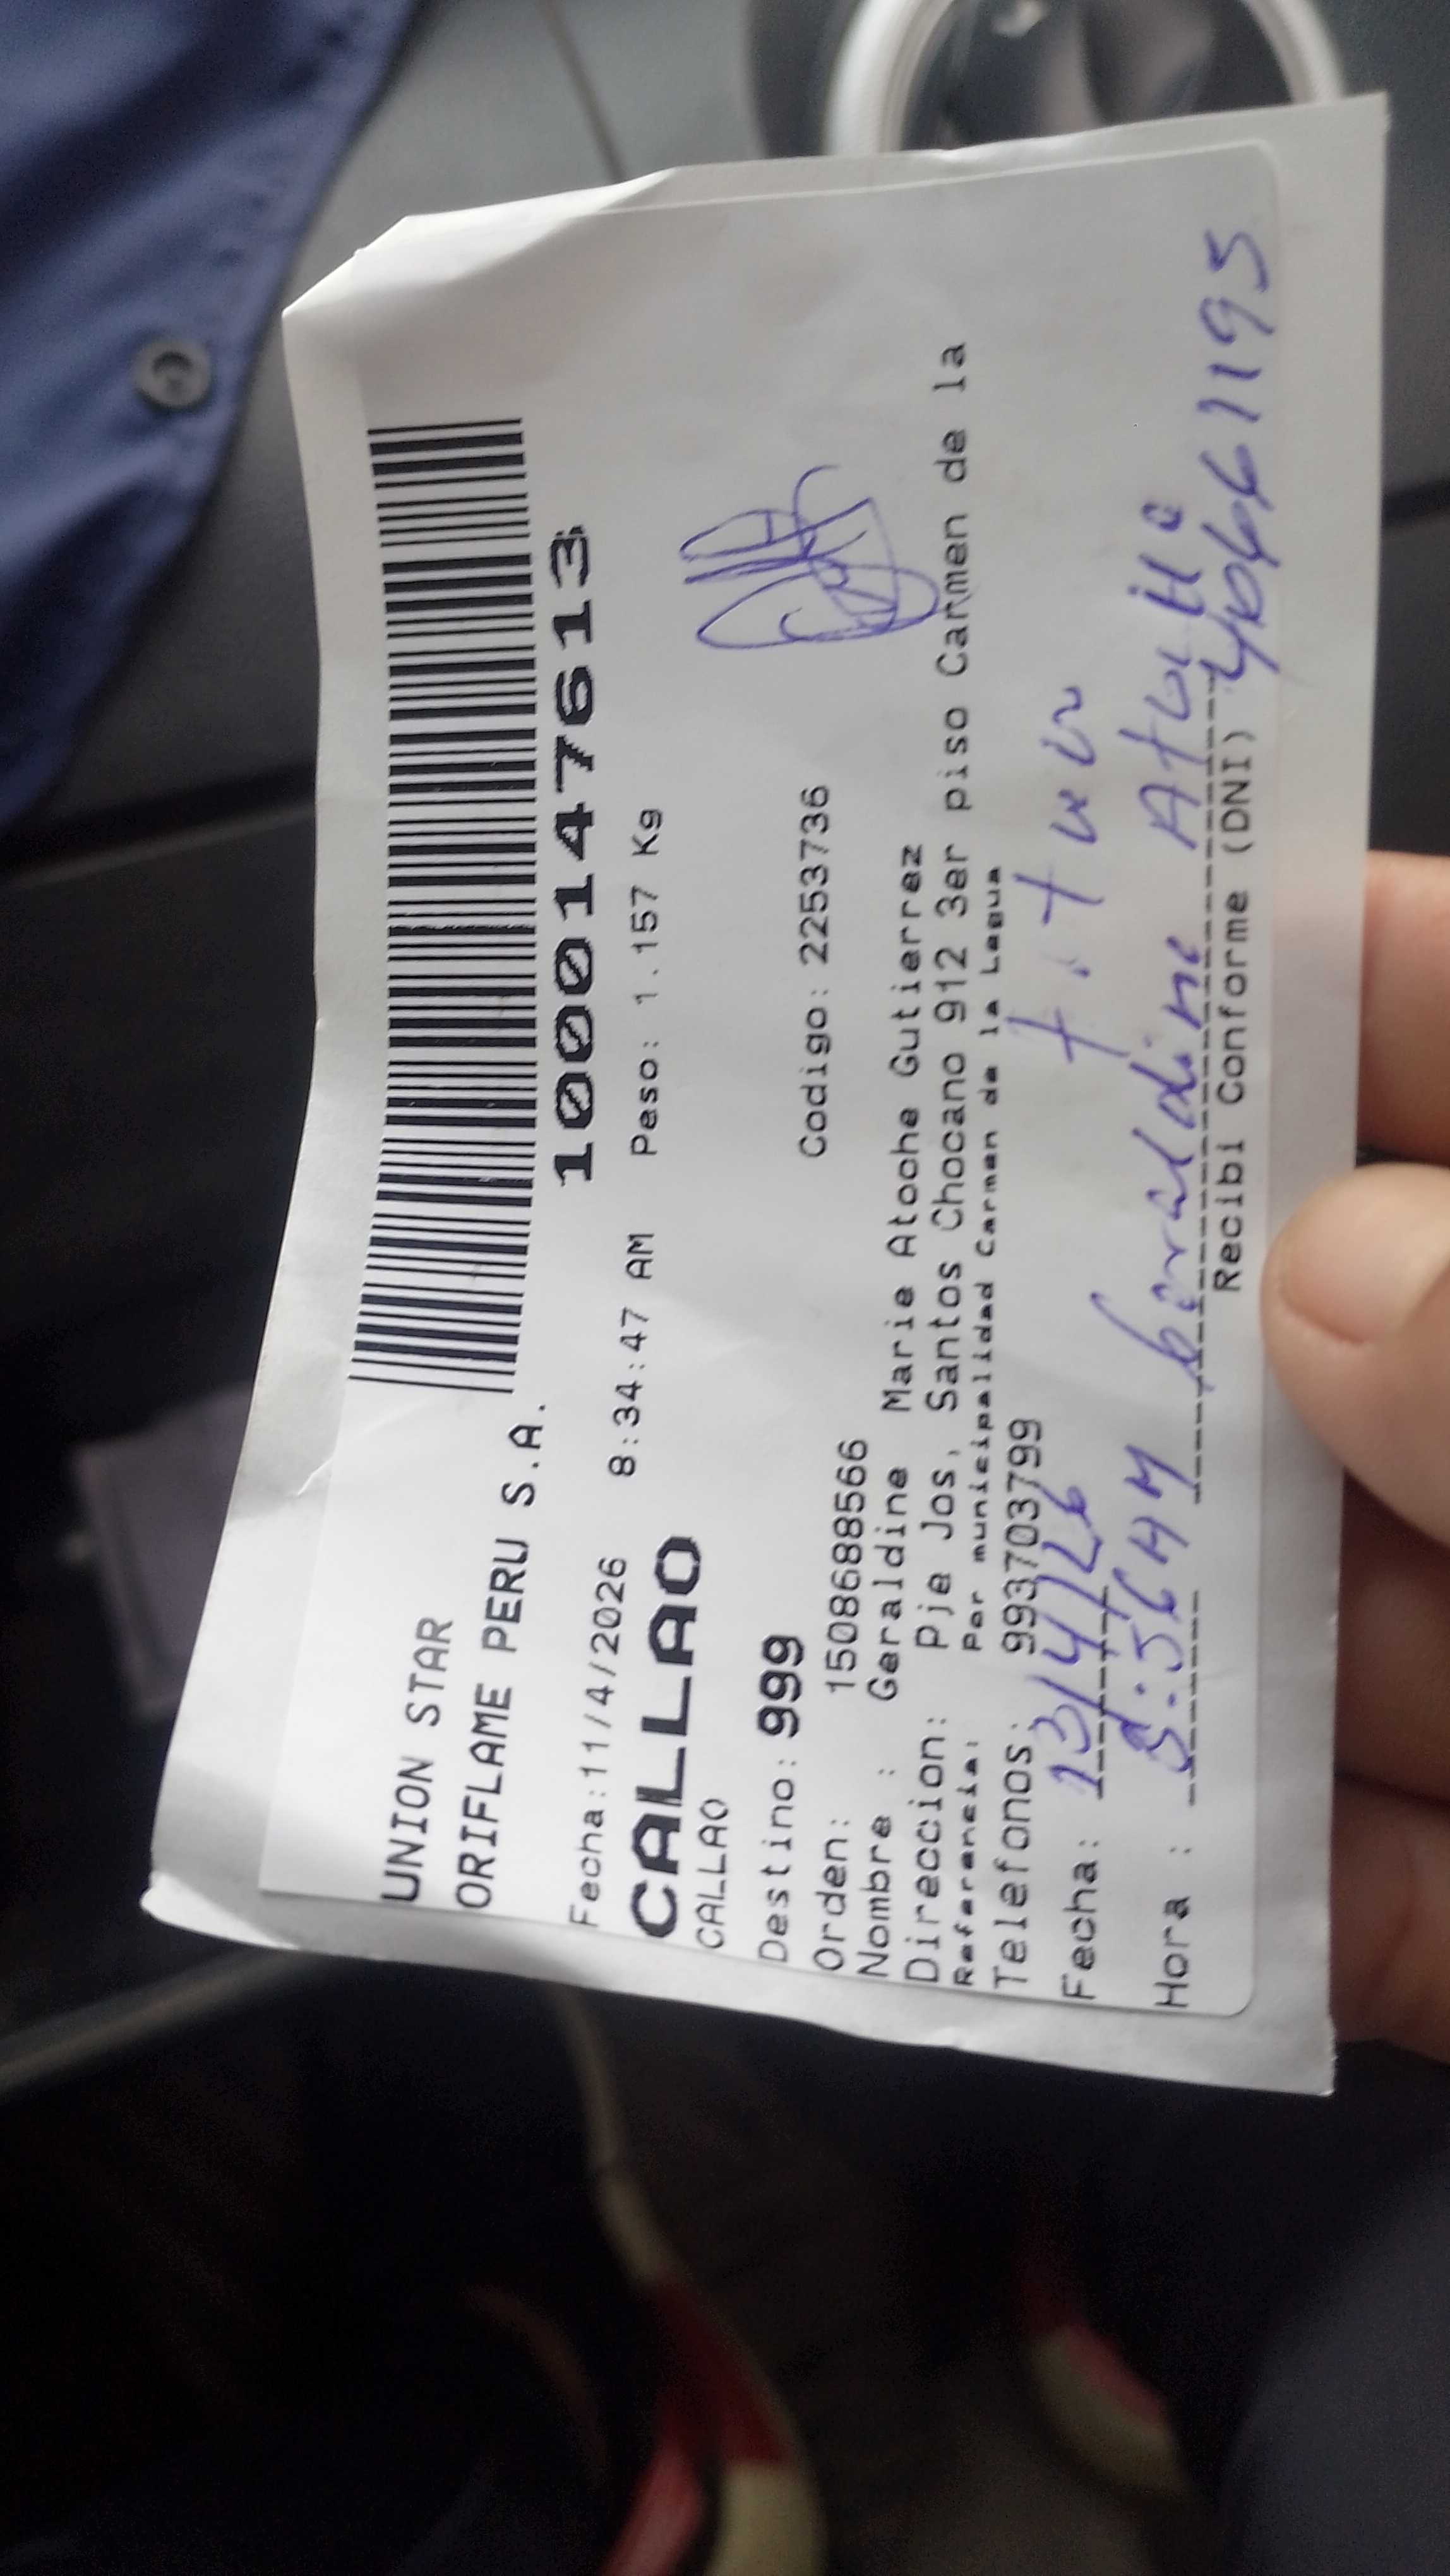 UNION STAR
ORIFLAME PERU S.A.
1000147613
Fecha:11/4/2026 8:34:47 AM Peso: 1.157 Kg
CALLAO
CALLAO
Destino: 999
Orden: 1508688566 Codigo: 2253736
Nombre : Geraldine Marie Atoche Gutierrez
Direccion: Pje Jos, Santos Chocano 912 3er piso Carmen de la
Referencia: Por municipalidad Carmen de la Legua
Telefonos: 993703799
Fecha: 13/4/26
Hora : 8:56AM Geraldine Atoche
Recibi Conforme (DNI) 40661195